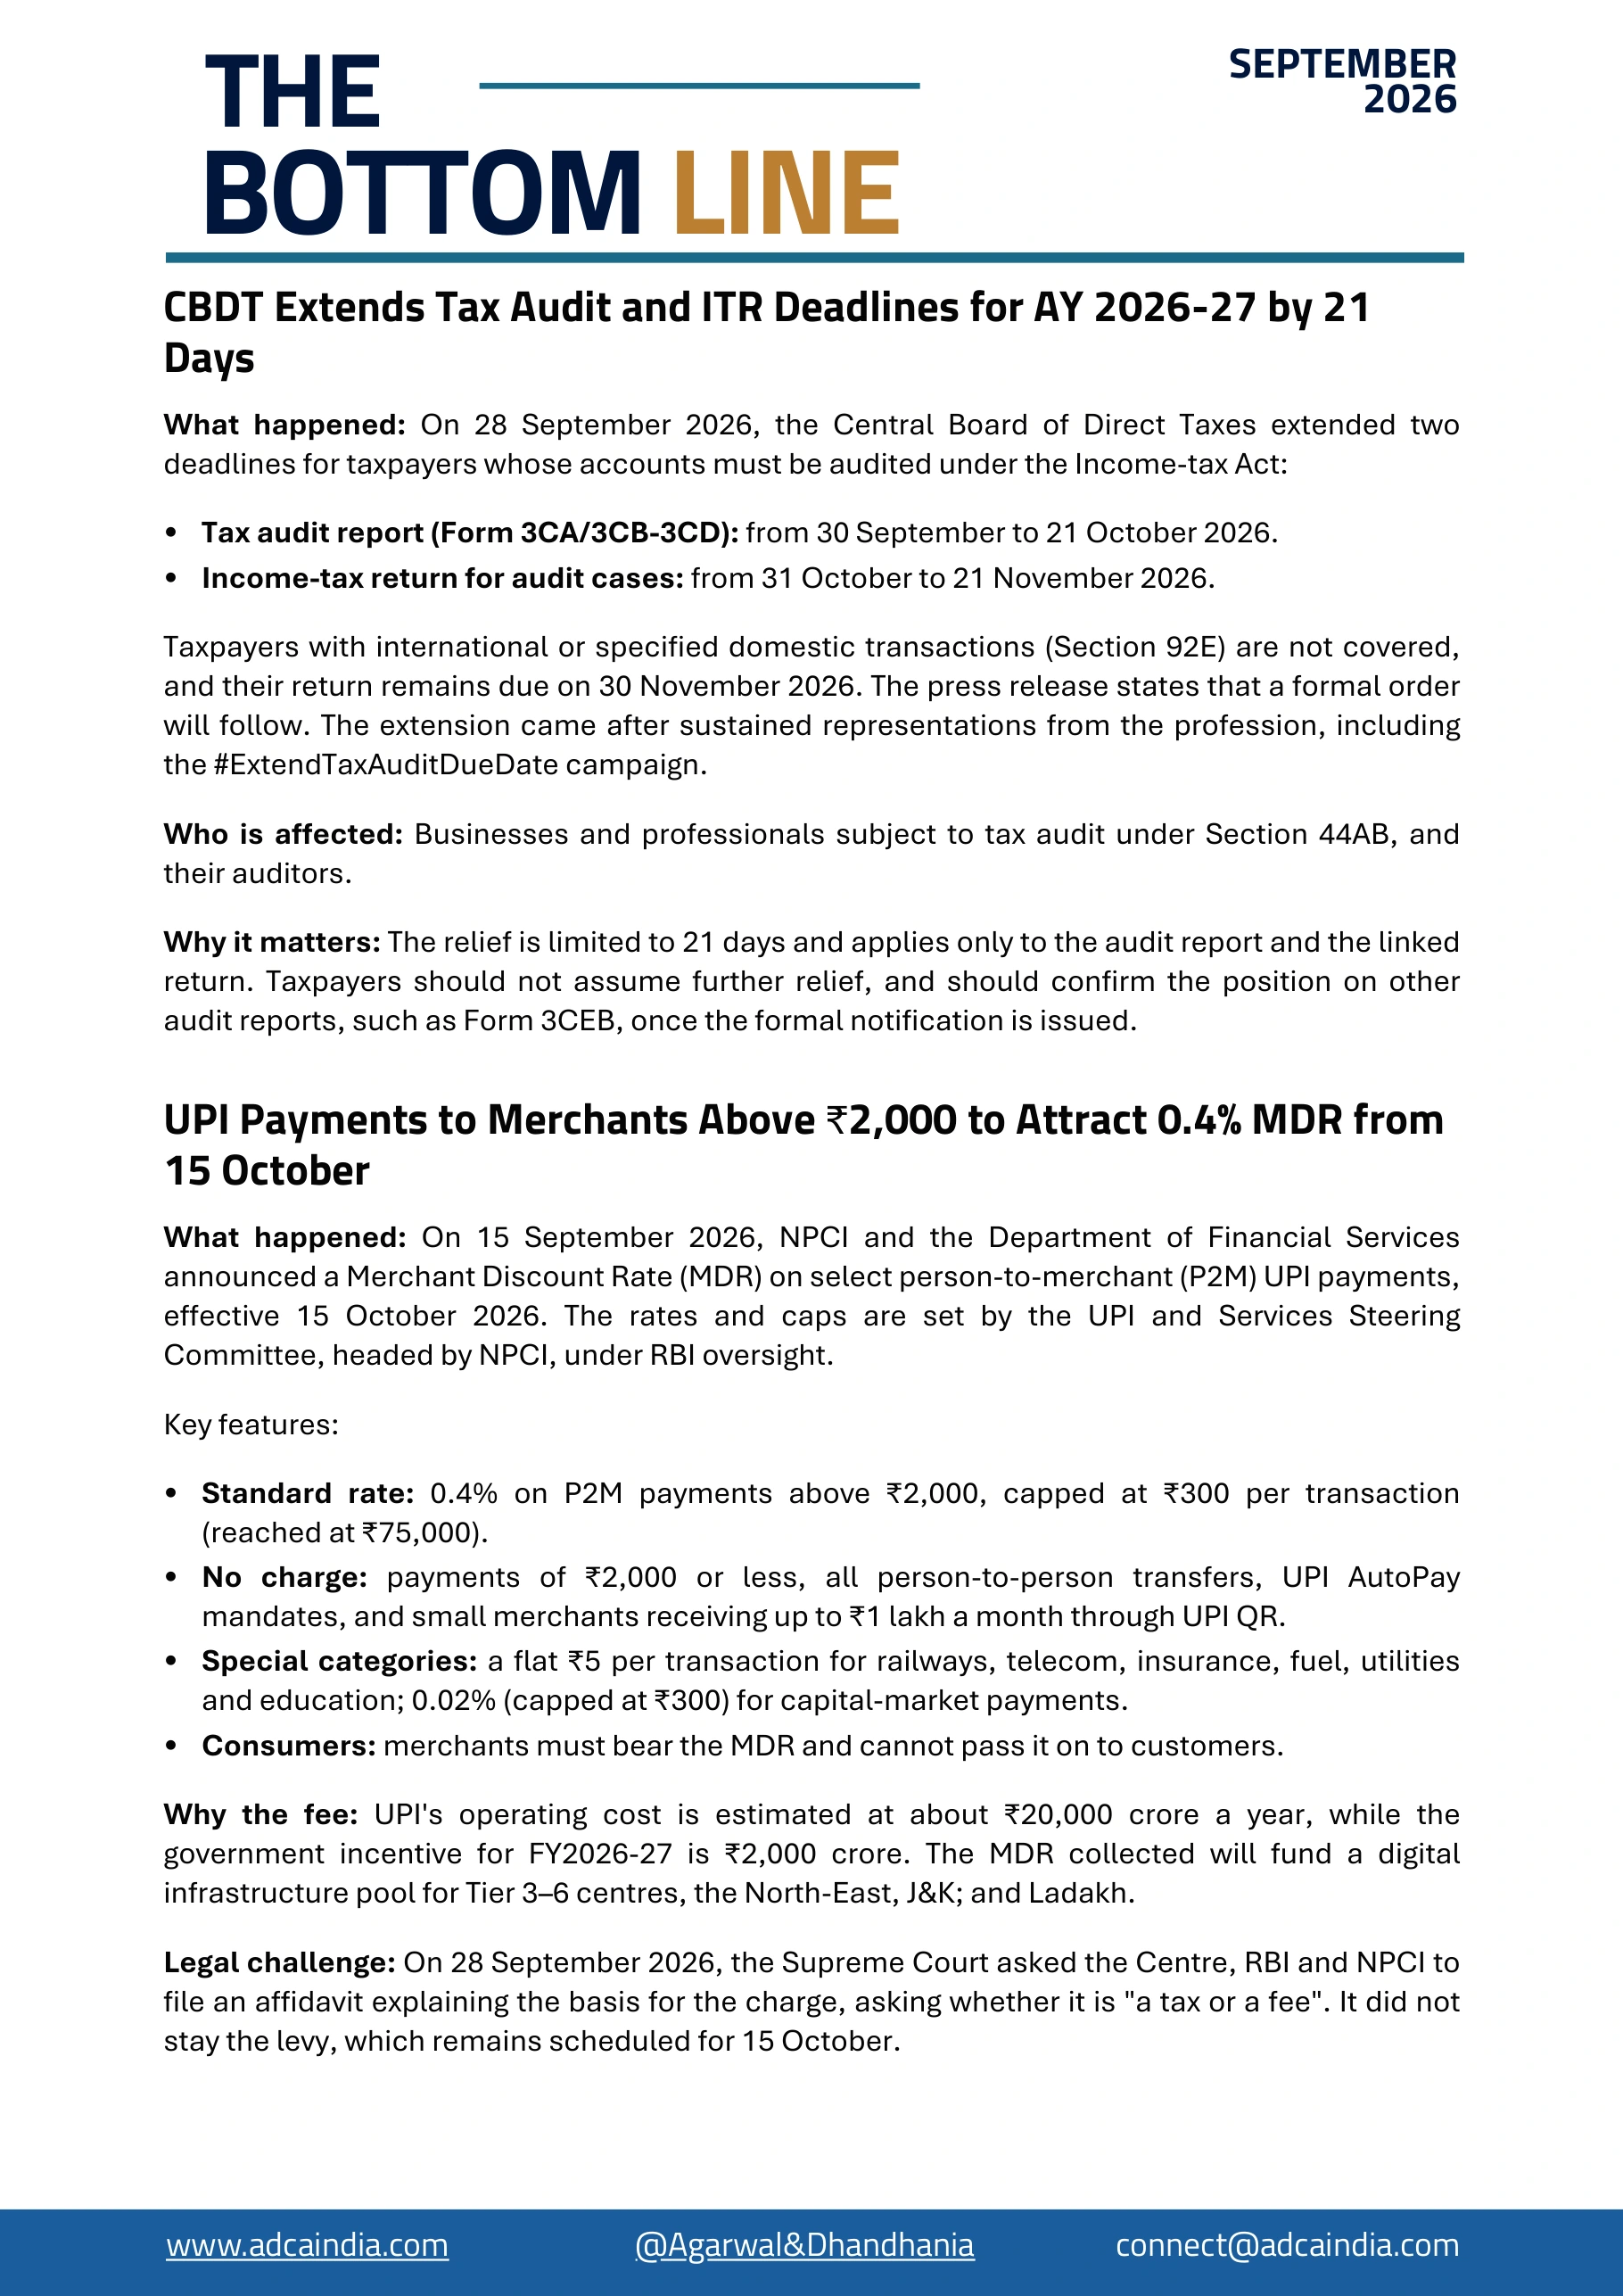 THE
BOTTOM LINE
SEPTEMBER
2026
CBDT Extends Tax Audit and ITR Deadlines for AY 2026-27 by 21
Days
What happened: On 28 September 2026, the Central Board of Direct Taxes extended two
deadlines for taxpayers whose accounts must be audited under the Income-tax Act:
• Tax audit report (Form 3CA/3CB-3CD): from 30 September to 21 October 2026.
• Income-tax return for audit cases: from 31 October to 21 November 2026.
Taxpayers with international or specified domestic transactions (Section 92E) are not covered,
and their return remains due on 30 November 2026. The press release states that a formal order
will follow. The extension came after sustained representations from the profession, including
the #ExtendTaxAuditDueDate campaign.
Who is affected: Businesses and professionals subject to tax audit under Section 44AB, and
their auditors.
Why it matters: The relief is limited to 21 days and applies only to the audit report and the linked
return. Taxpayers should not assume further relief, and should confirm the position on other
audit reports, such as Form 3CEB, once the formal notification is issued.
UPI Payments to Merchants Above ₹2,000 to Attract 0.4% MDR from
15 October
What happened: On 15 September 2026, NPCI and the Department of Financial Services
announced a Merchant Discount Rate (MDR) on select person-to-merchant (P2M) UPI payments,
effective 15 October 2026. The rates and caps are set by the UPI and Services Steering
Committee, headed by NPCI, under RBI oversight.
Key features:
• Standard rate: 0.4% on P2M payments above ₹2,000, capped at ₹300 per transaction
(reached at ₹75,000).
• No charge: payments of ₹2,000 or less, all person-to-person transfers, UPI AutoPay
mandates, and small merchants receiving up to ₹1 lakh a month through UPI QR.
• Special categories: a flat ₹5 per transaction for railways, telecom, insurance, fuel, utilities
and education; 0.02% (capped at ₹300) for capital-market payments.
• Consumers: merchants must bear the MDR and cannot pass it on to customers.
Why the fee: UPI's operating cost is estimated at about ₹20,000 crore a year, while the
government incentive for FY2026-27 is ₹2,000 crore. The MDR collected will fund a digital
infrastructure pool for Tier 3–6 centres, the North-East, J&K; and Ladakh.
Legal challenge: On 28 September 2026, the Supreme Court asked the Centre, RBI and NPCI to
file an affidavit explaining the basis for the charge, asking whether it is "a tax or a fee". It did not
stay the levy, which remains scheduled for 15 October.
www.adcaindia.com
@Agarwal&Dhandhania
connect@adcaindia.com